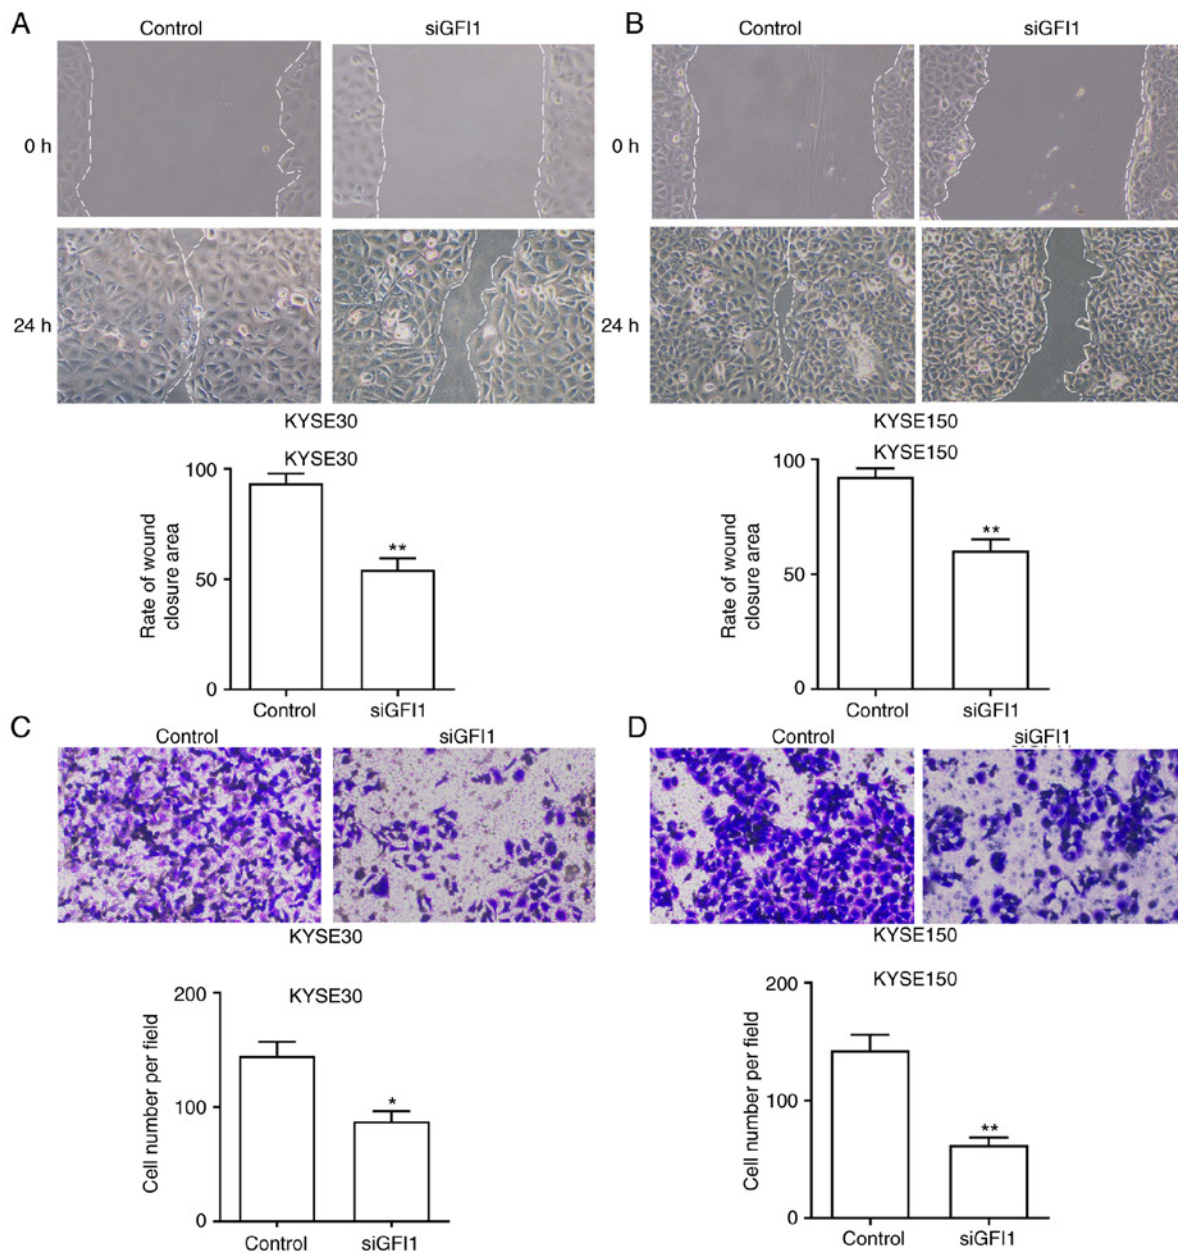 A
Control
siGFI1
0 h
24 h
KYSE30
KYSE30
100
50
0
Rate of wound
closure area
**
Control
siGFI1
B
Control
siGFI1
0 h
24 h
KYSE150
KYSE150
100
50
0
Rate of wound
closure area
**
Control
siGFI1
C
Control
siGFI1
KYSE30
KYSE30
200
100
0
Cell number per field
*
Control
siGFI1
D
Control
siGFI1
KYSE150
KYSE150
200
100
0
Cell number per field
**
Control
siGFI1